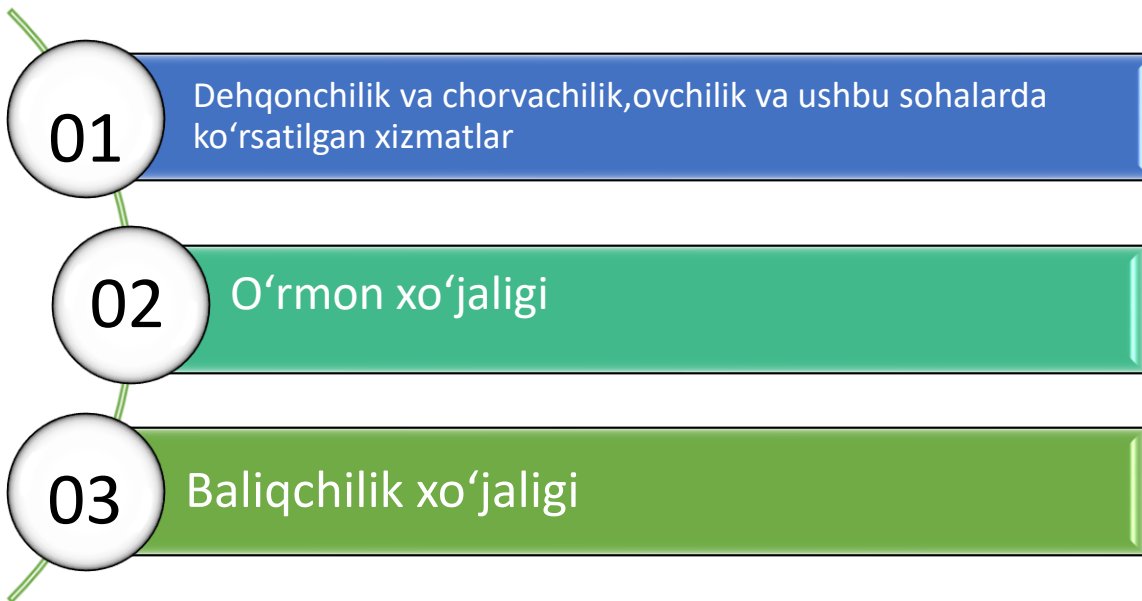 01
Dehqonchilik va chorvachilik,ovchilik va ushbu sohalarda
ko‘rsatilgan xizmatlar
02
O‘rmon xo‘jaligi
03
Baliqchilik xo‘jaligi